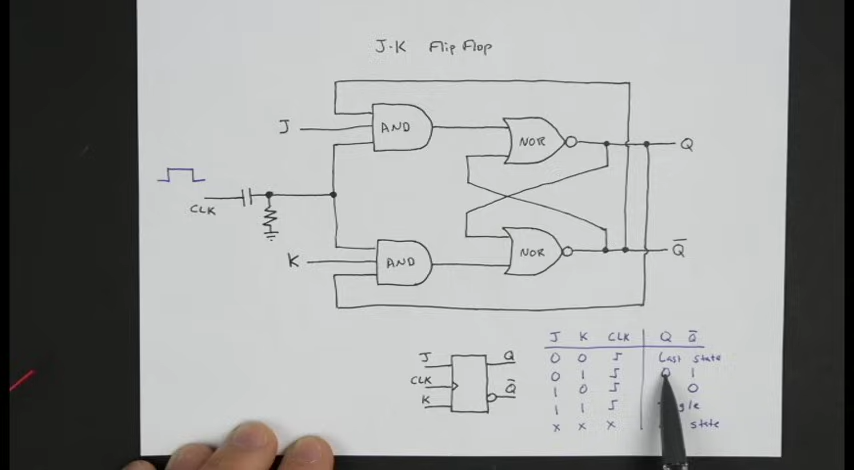 J-K Flip Flop
J
AND
NOR
Q
CLK
K
AND
NOR
Q̅
J
CLK
K
Q
Q̅
J K CLK Q Q̅
0 0 Last state
0 1 0 1
1 0 0
1 1
x x x state